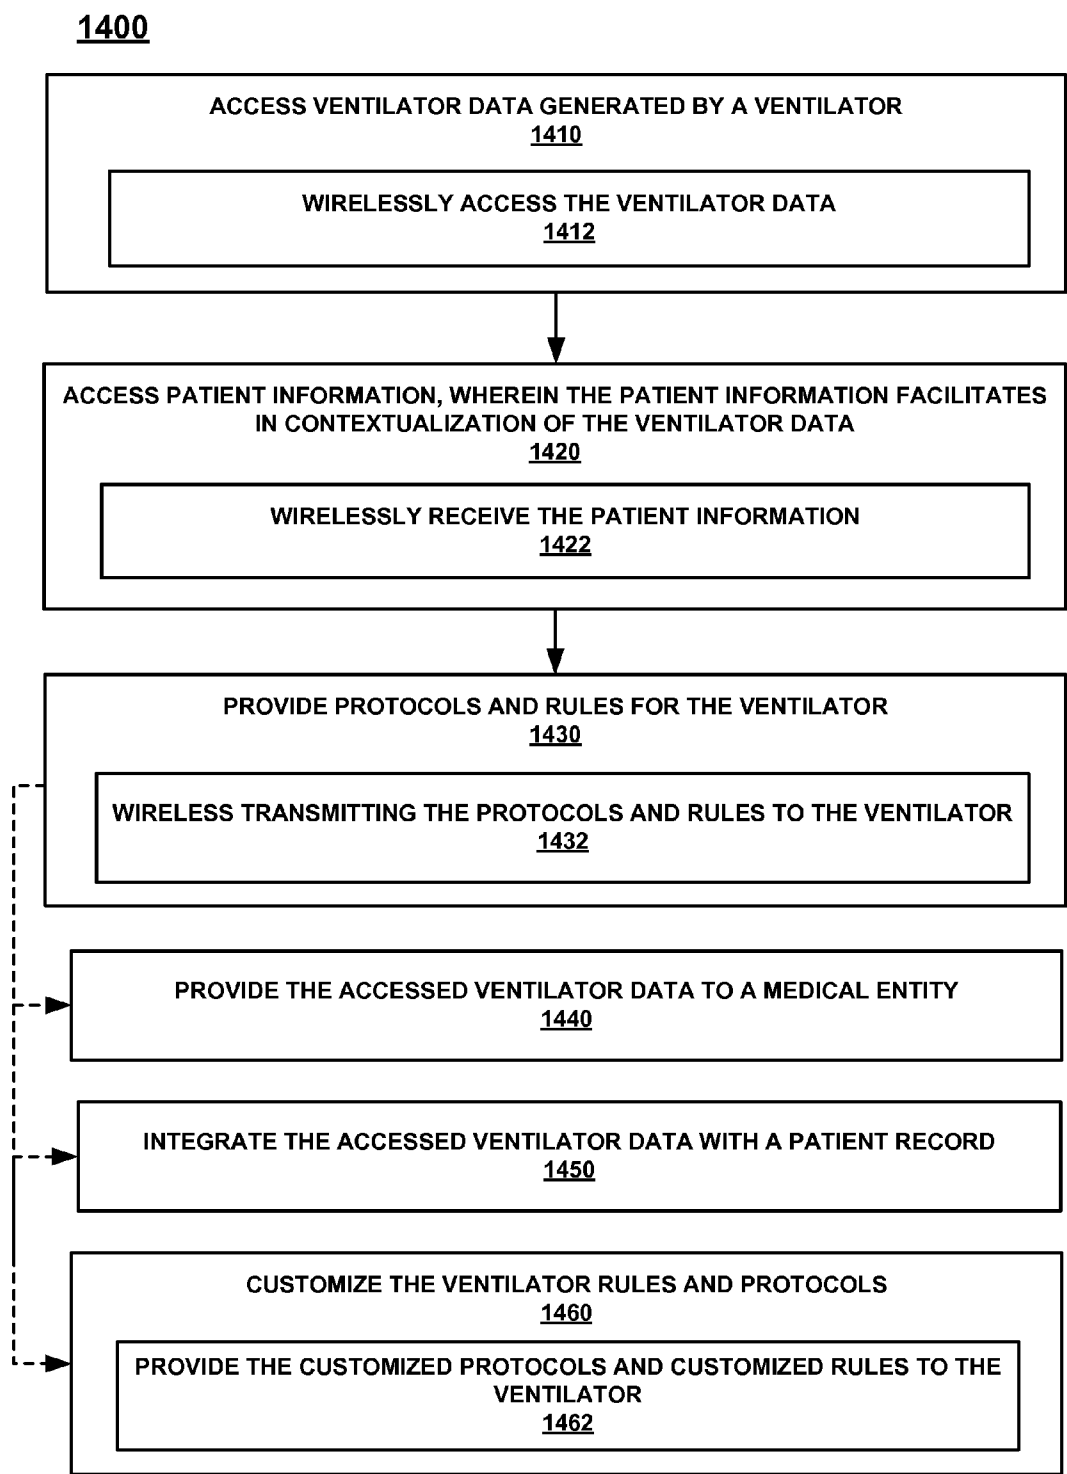 1400
ACCESS VENTILATOR DATA GENERATED BY A VENTILATOR
1410
WIRELESSLY ACCESS THE VENTILATOR DATA
1412
ACCESS PATIENT INFORMATION, WHEREIN THE PATIENT INFORMATION FACILITATES
IN CONTEXTUALIZATION OF THE VENTILATOR DATA
1420
WIRELESSLY RECEIVE THE PATIENT INFORMATION
1422
PROVIDE PROTOCOLS AND RULES FOR THE VENTILATOR
1430
WIRELESS TRANSMITTING THE PROTOCOLS AND RULES TO THE VENTILATOR
1432
PROVIDE THE ACCESSED VENTILATOR DATA TO A MEDICAL ENTITY
1440
INTEGRATE THE ACCESSED VENTILATOR DATA WITH A PATIENT RECORD
1450
CUSTOMIZE THE VENTILATOR RULES AND PROTOCOLS
1460
PROVIDE THE CUSTOMIZED PROTOCOLS AND CUSTOMIZED RULES TO THE
VENTILATOR
1462